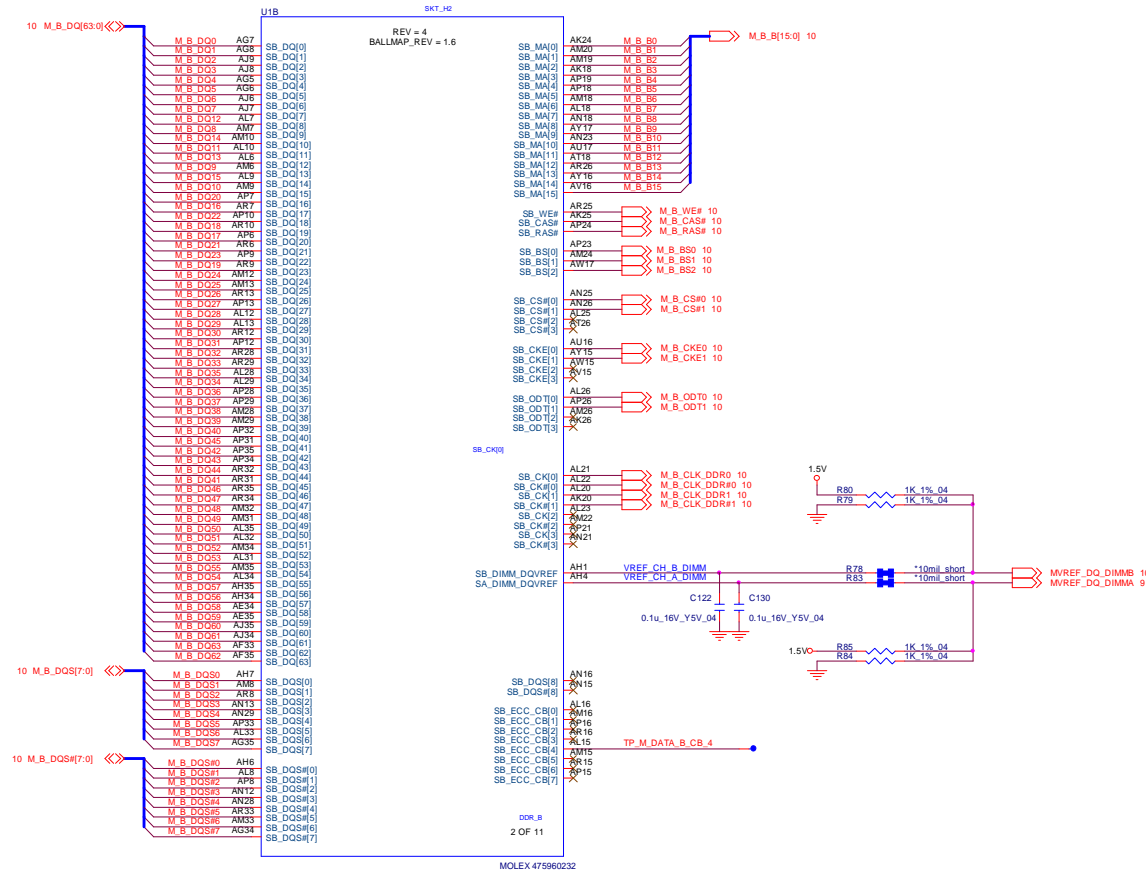 U1B
SKT_H2
REV = 4
BALLMAP_REV = 1.6
10 M_B_DQ[63:0]
M_B_DQ0 AG7 SB_DQ[0]
M_B_DQ1 AG8 SB_DQ[1]
M_B_DQ2 AJ9 SB_DQ[2]
M_B_DQ3 AJ8 SB_DQ[3]
M_B_DQ4 AG5 SB_DQ[4]
M_B_DQ5 AG6 SB_DQ[5]
M_B_DQ6 AJ6 SB_DQ[6]
M_B_DQ7 AJ7 SB_DQ[7]
M_B_DQ12 AL7 SB_DQ[8]
M_B_DQ8 AM7 SB_DQ[9]
M_B_DQ14 AM10 SB_DQ[10]
M_B_DQ11 AL10 SB_DQ[11]
M_B_DQ13 AL6 SB_DQ[12]
M_B_DQ9 AM6 SB_DQ[13]
M_B_DQ15 AL9 SB_DQ[14]
M_B_DQ10 AM9 SB_DQ[15]
M_B_DQ20 AP7 SB_DQ[16]
M_B_DQ16 AR7 SB_DQ[17]
M_B_DQ22 AP10 SB_DQ[18]
M_B_DQ18 AR10 SB_DQ[19]
M_B_DQ17 AP6 SB_DQ[20]
M_B_DQ21 AR6 SB_DQ[21]
M_B_DQ23 AP9 SB_DQ[22]
M_B_DQ19 AR9 SB_DQ[23]
M_B_DQ24 AM12 SB_DQ[24]
M_B_DQ25 AM13 SB_DQ[25]
M_B_DQ26 AR13 SB_DQ[26]
M_B_DQ27 AP13 SB_DQ[27]
M_B_DQ28 AL12 SB_DQ[28]
M_B_DQ29 AL13 SB_DQ[29]
M_B_DQ30 AR12 SB_DQ[30]
M_B_DQ31 AP12 SB_DQ[31]
M_B_DQ32 AR28 SB_DQ[32]
M_B_DQ33 AR29 SB_DQ[33]
M_B_DQ35 AL28 SB_DQ[34]
M_B_DQ34 AL29 SB_DQ[35]
M_B_DQ36 AP28 SB_DQ[36]
M_B_DQ37 AP29 SB_DQ[37]
M_B_DQ38 AM28 SB_DQ[38]
M_B_DQ39 AM29 SB_DQ[39]
M_B_DQ40 AP32 SB_DQ[40]
M_B_DQ45 AP31 SB_DQ[41]
M_B_DQ42 AP35 SB_DQ[42]
M_B_DQ43 AP34 SB_DQ[43]
M_B_DQ44 AR32 SB_DQ[44]
M_B_DQ41 AR31 SB_DQ[45]
M_B_DQ46 AR35 SB_DQ[46]
M_B_DQ47 AR34 SB_DQ[47]
M_B_DQ48 AM32 SB_DQ[48]
M_B_DQ49 AM31 SB_DQ[49]
M_B_DQ50 AL35 SB_DQ[50]
M_B_DQ51 AL32 SB_DQ[51]
M_B_DQ52 AM34 SB_DQ[52]
M_B_DQ53 AL31 SB_DQ[53]
M_B_DQ55 AM35 SB_DQ[54]
M_B_DQ54 AL34 SB_DQ[55]
M_B_DQ57 AH35 SB_DQ[56]
M_B_DQ56 AH34 SB_DQ[57]
M_B_DQ58 AE34 SB_DQ[58]
M_B_DQ59 AE35 SB_DQ[59]
M_B_DQ60 AJ35 SB_DQ[60]
M_B_DQ61 AJ34 SB_DQ[61]
M_B_DQ63 AF33 SB_DQ[62]
M_B_DQ62 AF35 SB_DQ[63]
10 M_B_DQS[7:0]
M_B_DQS0 AH7 SB_DQS[0]
M_B_DQS1 AM8 SB_DQS[1]
M_B_DQS2 AR8 SB_DQS[2]
M_B_DQS3 AN13 SB_DQS[3]
M_B_DQS4 AN29 SB_DQS[4]
M_B_DQS5 AP33 SB_DQS[5]
M_B_DQS6 AL33 SB_DQS[6]
M_B_DQS7 AG35 SB_DQS[7]
10 M_B_DQS#[7:0]
M_B_DQS#0 AH6 SB_DQS#[0]
M_B_DQS#1 AL8 SB_DQS#[1]
M_B_DQS#2 AP8 SB_DQS#[2]
M_B_DQS#3 AN12 SB_DQS#[3]
M_B_DQS#4 AN28 SB_DQS#[4]
M_B_DQS#5 AR33 SB_DQS#[5]
M_B_DQS#6 AM33 SB_DQS#[6]
M_B_DQS#7 AG34 SB_DQS#[7]
SB_MA[0] AK24 M_B_B0
SB_MA[1] AM20 M_B_B1
SB_MA[2] AM19 M_B_B2
SB_MA[3] AK18 M_B_B3
SB_MA[4] AP19 M_B_B4
SB_MA[5] AP18 M_B_B5
SB_MA[6] AM18 M_B_B6
SB_MA[7] AL18 M_B_B7
SB_MA[8] AN18 M_B_B8
SB_MA[9] AY17 M_B_B9
SB_MA[10] AN23 M_B_B10
SB_MA[11] AU17 M_B_B11
SB_MA[12] AT18 M_B_B12
SB_MA[13] AR26 M_B_B13
SB_MA[14] AY16 M_B_B14
SB_MA[15] AV16 M_B_B15
M_B_B[15:0] 10
SB_WE# AR25 M_B_WE# 10
SB_CAS# AK25 M_B_CAS# 10
SB_RAS# AP24 M_B_RAS# 10
SB_BS[0] AP23 M_B_BS0 10
SB_BS[1] AM24 M_B_BS1 10
SB_BS[2] AW17 M_B_BS2 10
SB_CS#[0] AN25 M_B_CS#0 10
SB_CS#[1] AN26 M_B_CS#1 10
SB_CS#[2] AL25
SB_CS#[3] AT26
SB_CKE[0] AU16 M_B_CKE0 10
SB_CKE[1] AY15 M_B_CKE1 10
SB_CKE[2] AW15
SB_CKE[3] AV15
SB_ODT[0] AL26 M_B_ODT0 10
SB_ODT[1] AP26 M_B_ODT1 10
SB_ODT[2] AM26
SB_ODT[3] AK26
SB_CK[0]
SB_CK[0] AL21 M_B_CLK_DDR0 10
SB_CK#[0] AL22 M_B_CLK_DDR#0 10
SB_CK[1] AL20 M_B_CLK_DDR1 10
SB_CK#[1] AK20 M_B_CLK_DDR#1 10
SB_CK[2] AL23
SB_CK#[2] AM22
SB_CK[3] AP21
SB_CK#[3] AN21
SB_DIMM_DQVREF AH1 VREF_CH_B_DIMM R78 *10mil_short MVREF_DQ_DIMMB 10
SA_DIMM_DQVREF AH4 VREF_CH_A_DIMM R83 *10mil_short MVREF_DQ_DIMMA 9
1.5V
R80 1K_1%_04
R79 1K_1%_04
C122 C130
0.1u_16V_Y5V_04 0.1u_16V_Y5V_04
1.5V R85 1K_1%_04
R84 1K_1%_04
SB_DQS[8] AN16
SB_DQS#[8] AN15
SB_ECC_CB[0] AL16
SB_ECC_CB[1] AM16
SB_ECC_CB[2] AP16
SB_ECC_CB[3] AR16
SB_ECC_CB[4] AL15 TP_M_DATA_B_CB_4
SB_ECC_CB[5] AM15
SB_ECC_CB[6] AR15
SB_ECC_CB[7] AP15
DDR_B
2 OF 11
MOLEX 475960232